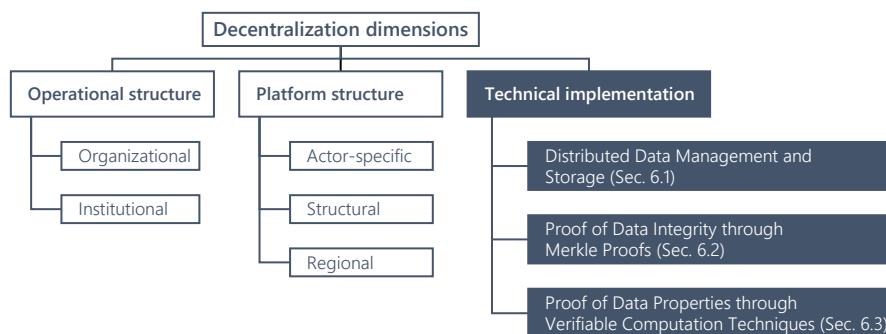 Decentralization dimensions
Operational structure
Organizational
Institutional
Platform structure
Actor-specific
Structural
Regional
Technical implementation
Distributed Data Management and
Storage (Sec. 6.1)
Proof of Data Integrity through
Merkle Proofs (Sec. 6.2)
Proof of Data Properties through
Verifiable Computation Techniques (Sec. 6.3)